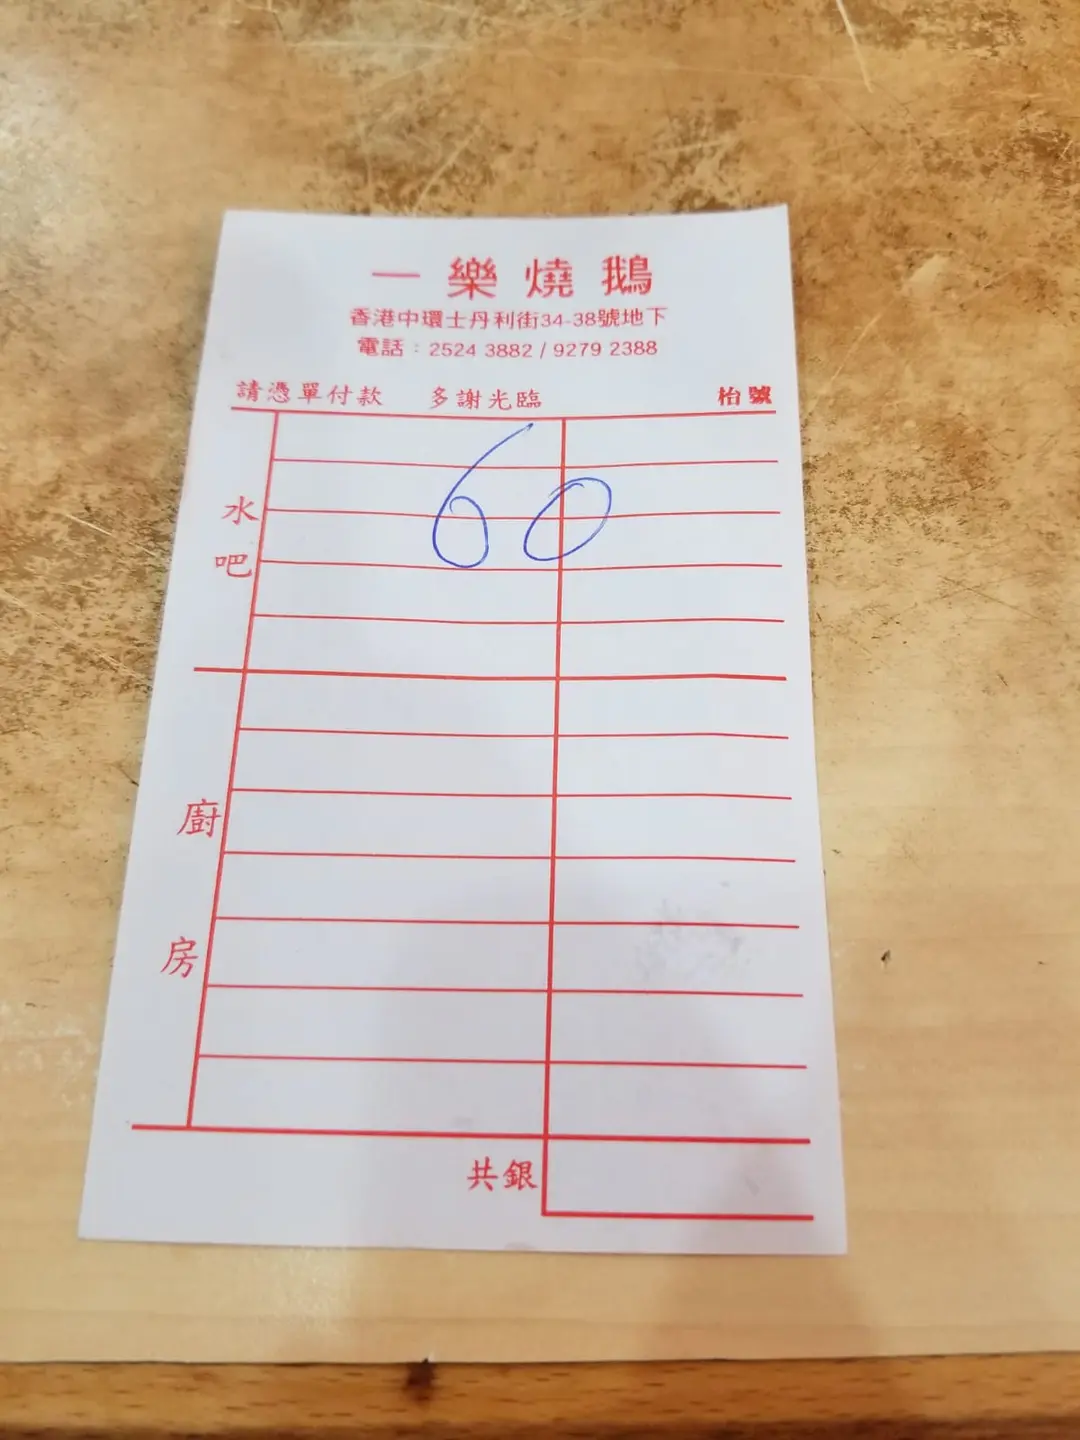 一樂燒鵝
香港中環士丹利街34-38號地下
電話：2524 3882 / 9279 2388
請憑單付款 多謝光臨 枱號
60
水吧
廚房
共銀